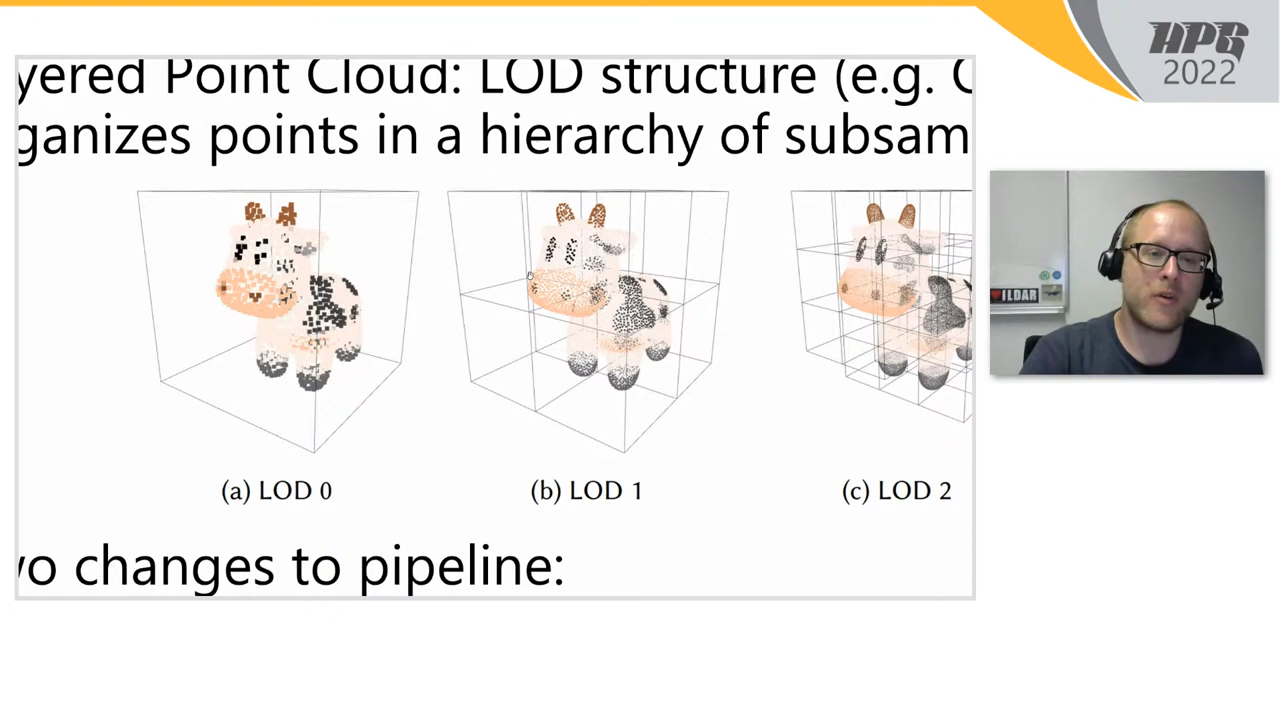 HPG
2022
yered Point Cloud: LOD structure (e.g.
ganizes points in a hierarchy of subsam
(a) LOD 0
(b) LOD 1
(c) LOD 2
changes to pipeline:
ILDAR